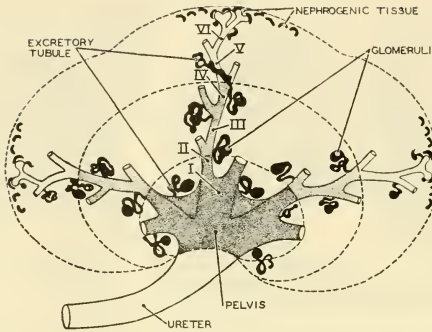 NEPHROGENIC TISSUE
VI
EXCRETORY
TUBULE
V
GLOMERULI
IV
III
II
I
PELVIS
URETER